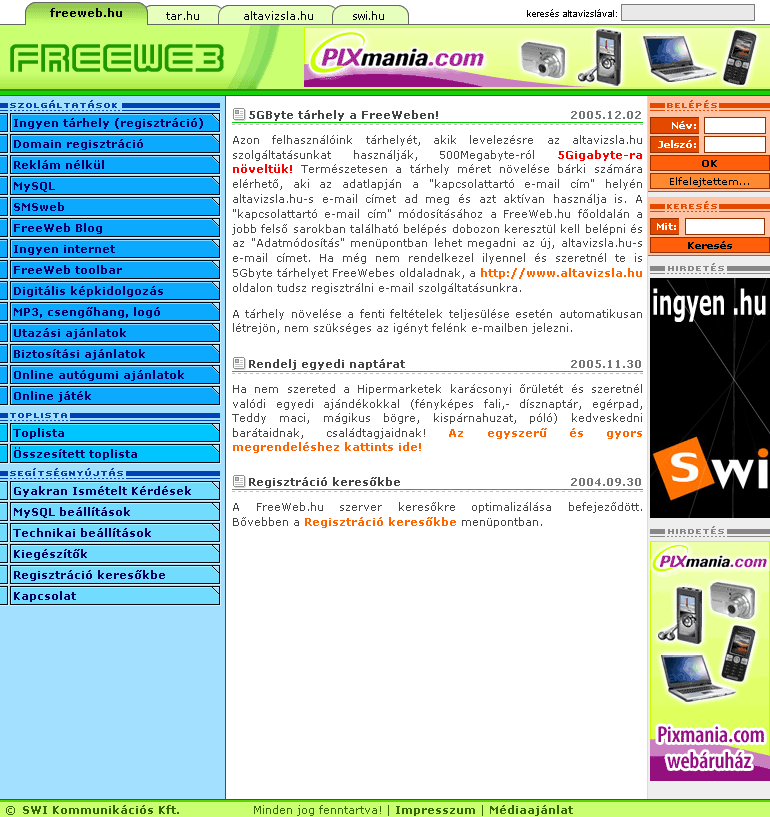 freeweb.hu
tar.hu
altavizsla.hu
swi.hu
keresés altavizslával:
FREEWEB
PIXmania.com
SZOLGÁLTATÁSOK
Ingyen tárhely (regisztráció)
Domain regisztráció
Reklám nélkül
MySQL
SMSweb
FreeWeb Blog
Ingyen internet
FreeWeb toolbar
Digitális képkidolgozás
MP3, csengőhang, logó
Utazási ajánlatok
Biztosítási ajánlatok
Online autógumi ajánlatok
Online játék
TOPLISTA
Toplista
Összesített toplista
SEGÍTSÉGNYÚJTÁS
Gyakran Ismételt Kérdések
MySQL beállítások
Technikai beállítások
Kiegészítők
Regisztráció keresőkbe
Kapcsolat
5GByte tárhely a FreeWeben! 2005.12.02
Azon felhasználóink tárhelyét, akik levelezésre az altavizsla.hu
szolgáltatásunkat használják, 500Megabyte-ról 5Gigabyte-ra
növeltük! Természetesen a tárhely méret növelése bárki számára
elérhető, aki az adatlapján a "kapcsolattartó e-mail cím" helyén
altavizsla.hu-s e-mail címet ad meg és azt aktívan használja is. A
"kapcsolattartó e-mail cím" módosításához a FreeWeb.hu főoldalán a
jobb felső sarokban található belépés dobozon keresztül kell belépni és
az "Adatmódosítás" menüpontban lehet megadni az új, altavizsla.hu-s
e-mail címet. Ha még nem rendelkezel ilyennel és szeretnél te is
5Gbyte tárhelyet FreeWebes oldaladnak, a http://www.altavizsla.hu
oldalon tudsz regisztrálni e-mail szolgáltatásunkra.
A tárhely növelése a fenti feltételek teljesülése esetén automatikusan
létrejön, nem szükséges az igényt felénk e-mailben jelezni.
Rendelj egyedi naptárat 2005.11.30
Ha nem szereted a Hipermarketek karácsonyi őrületét és szeretnél
valódi egyedi ajándékokkal (fényképes fali,- dísznaptár, egérpad,
Teddy maci, mágikus bögre, kispárnahuzat, póló) kedveskedni
barátaidnak, családtagjaidnak! Az egyszerű és gyors
megrendeléshez kattints ide!
Regisztráció keresőkbe 2004.09.30
A FreeWeb.hu szerver keresőkre optimalizálása befejeződött.
Bővebben a Regisztráció keresőkbe menüpontban.
BELÉPÉS
Név:
Jelszó:
OK
Elfelejtettem...
KERESÉS
Mit:
Keresés
HIRDETÉS
ingyen .hu
Swi
HIRDETÉS
PIXmania.com
Pixmania.com
webáruház
© SWI Kommunikációs Kft. Minden jog fenntartva! | Impresszum | Médiaajánlat